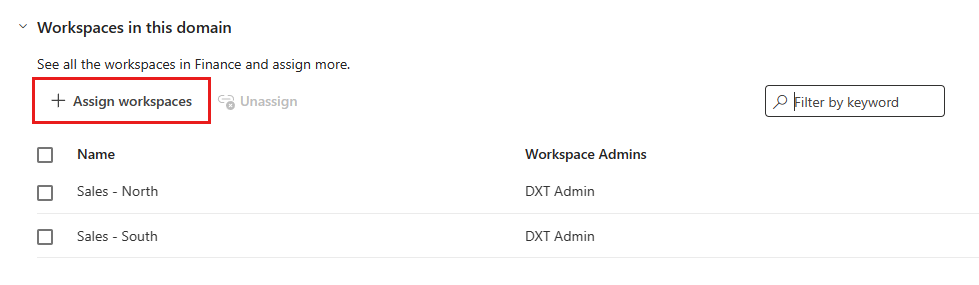 Workspaces in this domain
See all the workspaces in Finance and assign more.
Assign workspaces Unassign Filter by keyword
Name Workspace Admins
Sales - North DXT Admin
Sales - South DXT Admin